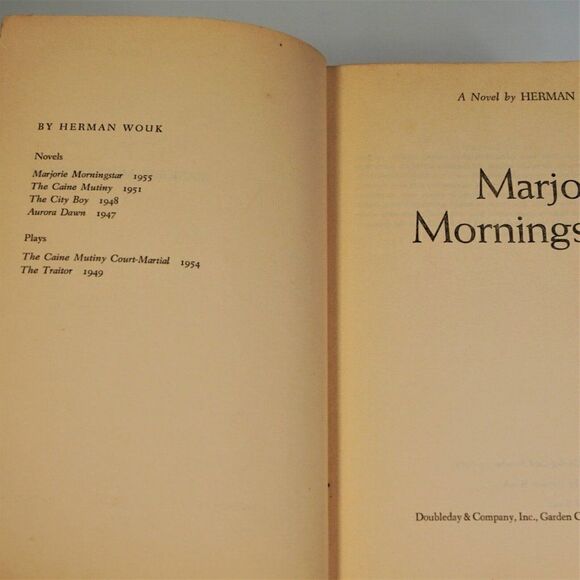 BY HERMAN WOUK
Novels
Marjorie Morningstar 1955
The Caine Mutiny 1951
The City Boy 1948
Aurora Dawn 1947
Plays
The Caine Mutiny Court-Martial 1954
The Traitor 1949
A Novel by HERMAN
Marjo
Mornings
Doubleday & Company, Inc., Garden C